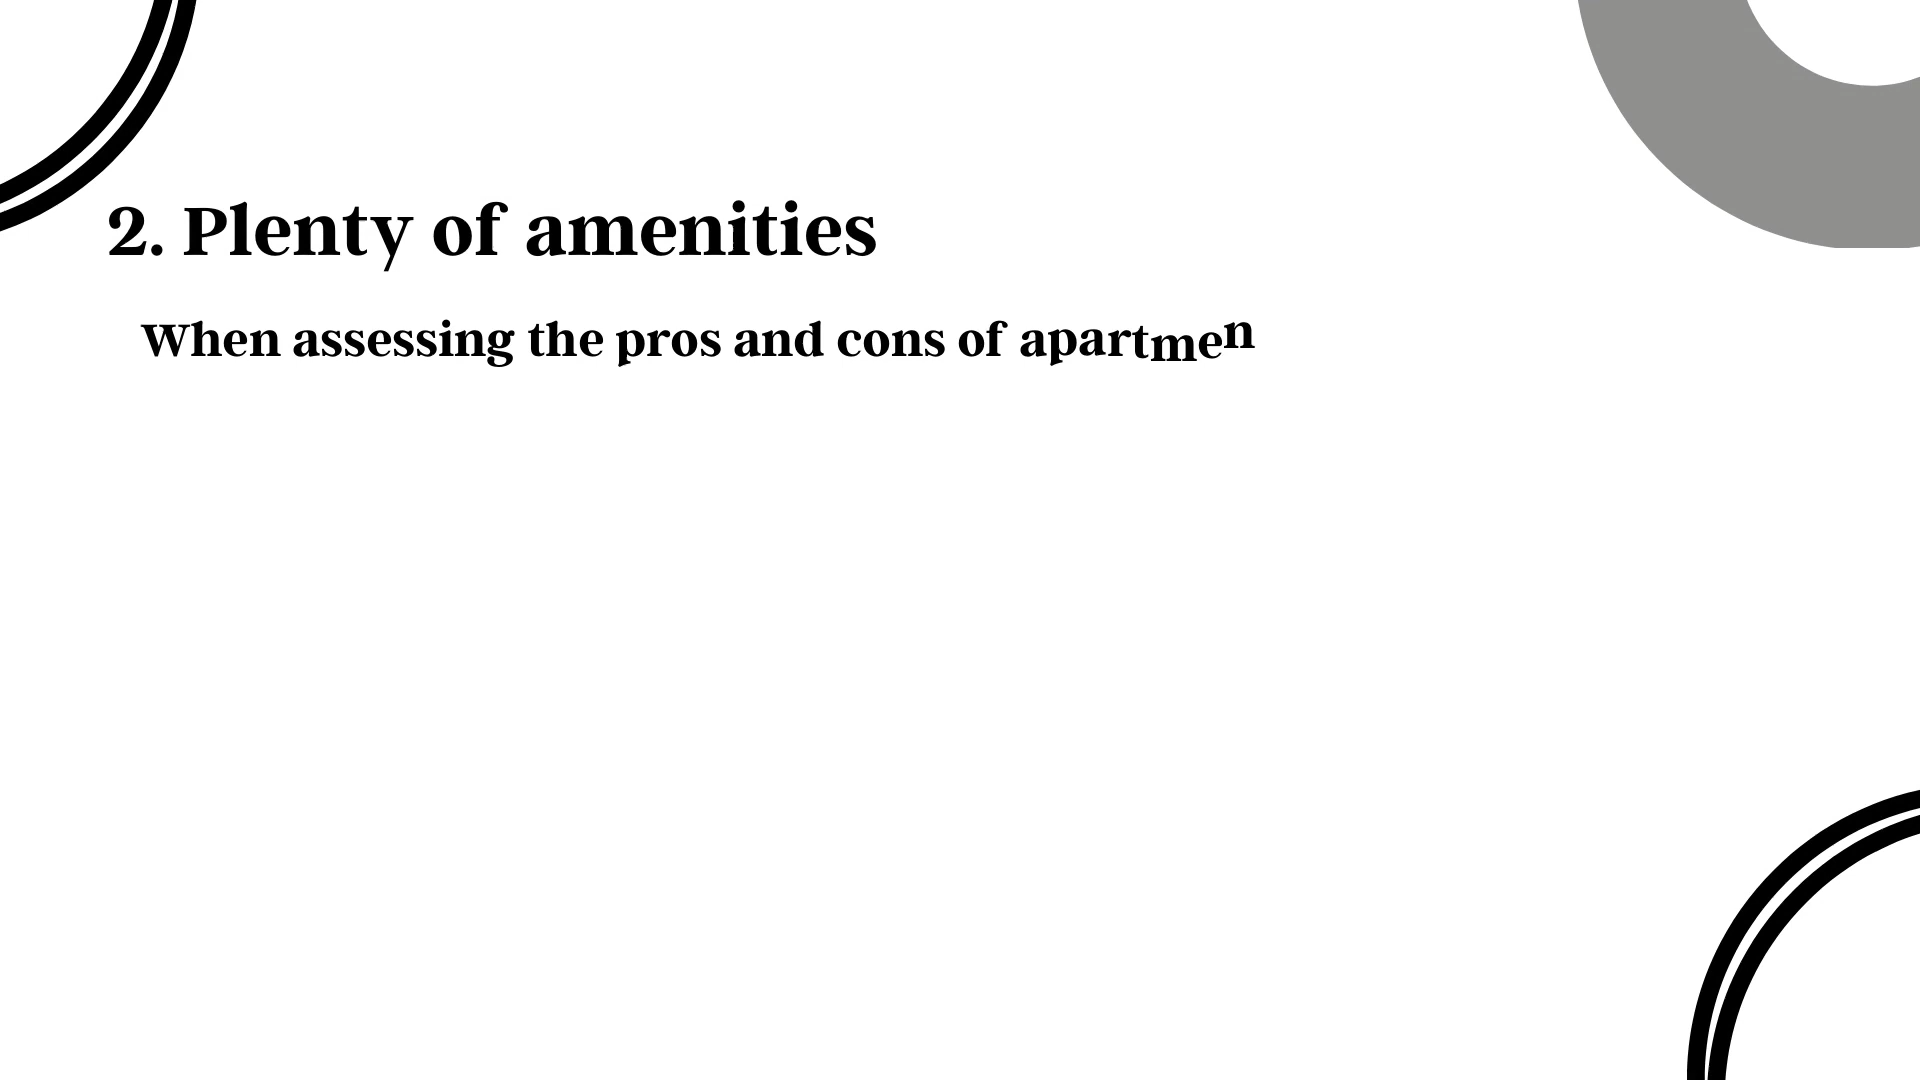 2. Plenty of amenities
When assessing the pros and cons of apartmen